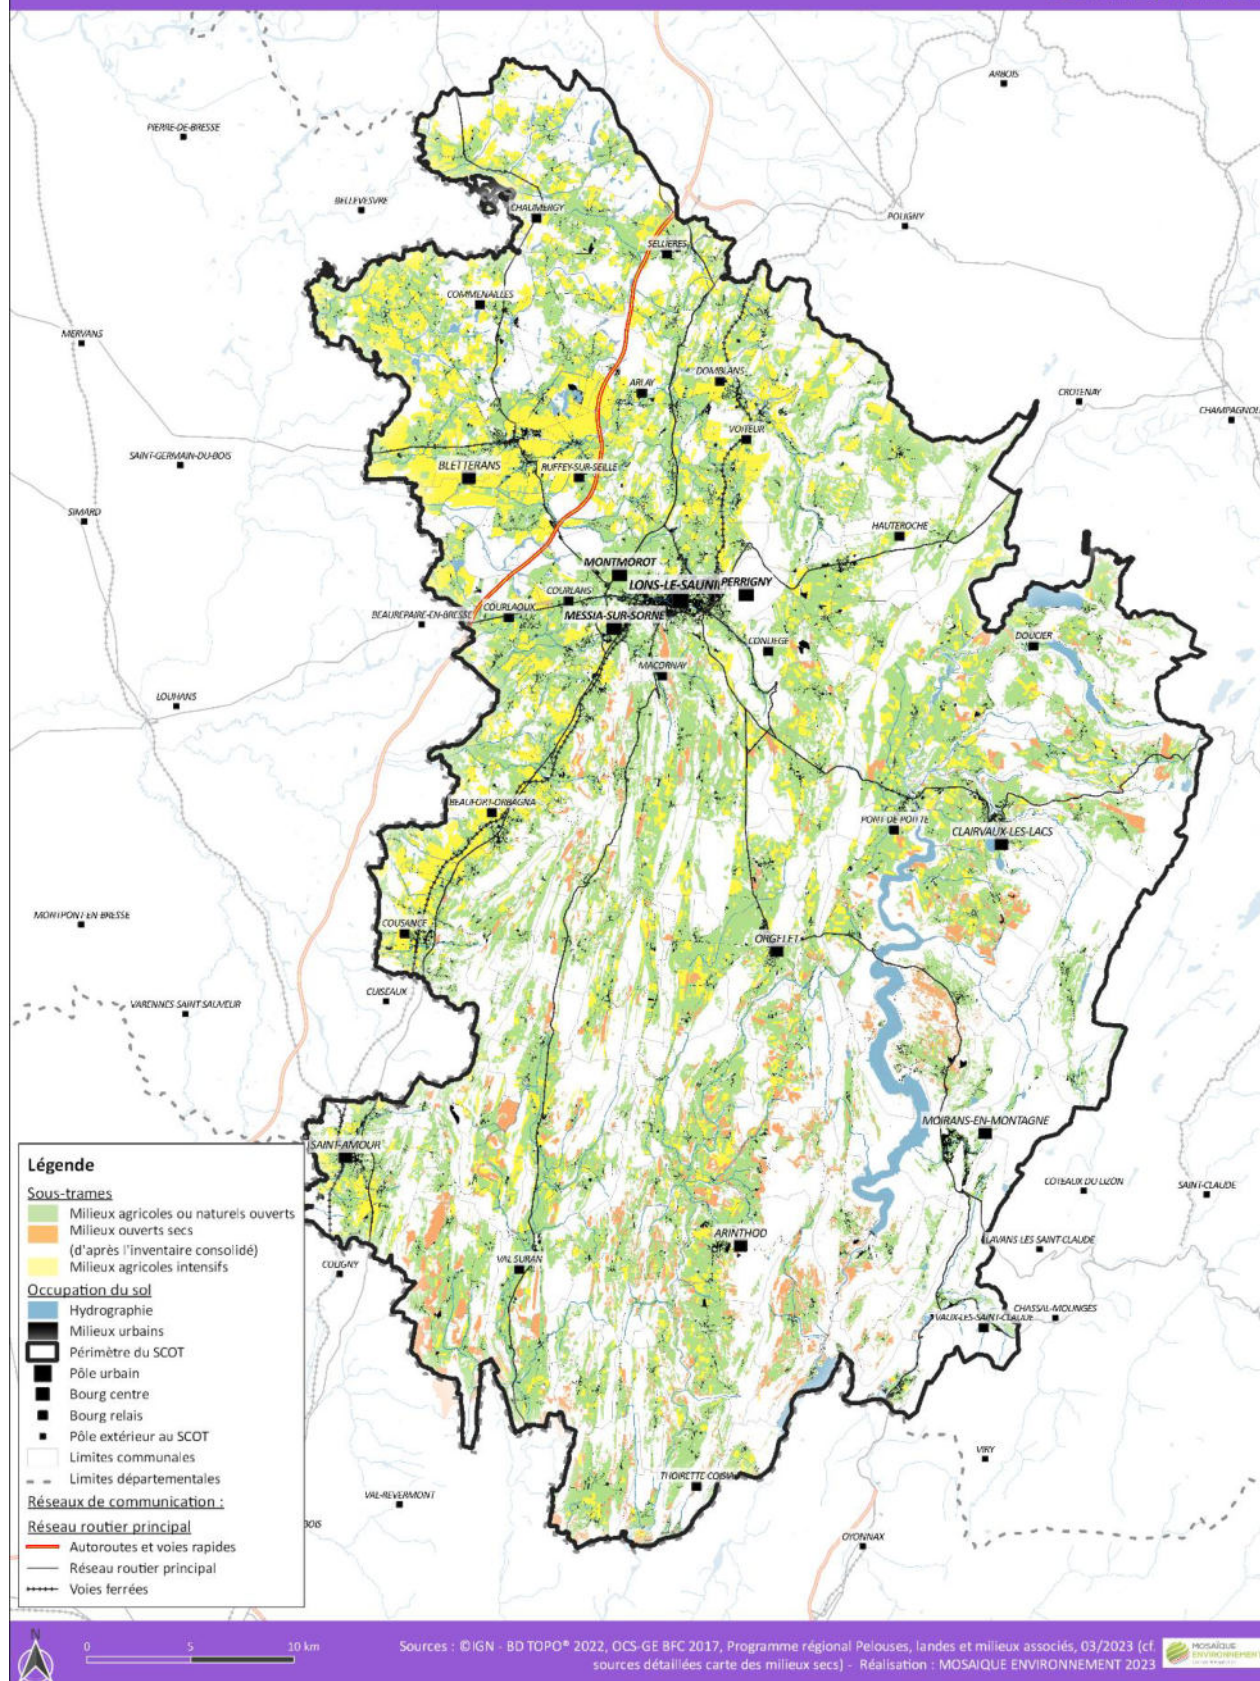 ARBOIS
PIERRE-DE-BRESSE
BELLEVESVRE
CHAUMERGY
POLIGNY
SELLIERES
COMMENAILLES
MERVANS
ARLAY
DOMBLANS
CROTENAY
CHAMPAGNOLE
VOITEUR
SAINT-GERMAIN-DU-BOIS
BLETTERANS
RUFFEY-SUR-SEILLE
SIMARD
HAUTEROCHE
MONTMOROT
LONS-LE-SAUNI
PERRIGNY
COURLANS
COURLAOUX
BEAUREPAIRE-EN-BRESSE
MESSIA-SUR-SORNE
DOUCIER
CONLIEGE
MACORNAY
LOUHANS
BEAUFORT-ORBAGNA
PONT-DE-POITTE
CLAIRVAUX-LES-LACS
MONTPONT-EN-BRESSE
COUSANCE
ORGELET
CUISEAUX
VARENNES SAINT SAUVEUR
MOIRANS-EN-MONTAGNE
SAINT-AMOUR
COTEAUX DU LIZON
SAINT-CLAUDE
ARINTHOD
LAVANS LES SAINT CLAUDE
VAL SURAN
COLIGNY
CHASSAL-MOLINGES
VAUX-LES-SAINT-CLAUDE
VIRY
THOIRETTE-COISIA
VAL-REVERMONT
OIS
OYONNAX
Légende
Sous-trames
Milieux agricoles ou naturels ouverts
Milieux ouverts secs
(d'après l'inventaire consolidé)
Milieux agricoles intensifs
Occupation du sol
Hydrographie
Milieux urbains
Périmètre du SCOT
Pôle urbain
Bourg centre
Bourg relais
Pôle extérieur au SCOT
Limites communales
Limites départementales
Réseaux de communication :
Réseau routier principal
Autoroutes et voies rapides
Réseau routier principal
Voies ferrées
N
0 5 10 km
Sources : ©IGN - BD TOPO® 2022, OCS-GE BFC 2017, Programme régional Pelouses, landes et milieux associés, 03/2023 (cf.
sources détaillées carte des milieux secs) - Réalisation : MOSAIQUE ENVIRONNEMENT 2023
MOSAÏQUE
ENVIRONNEMENT